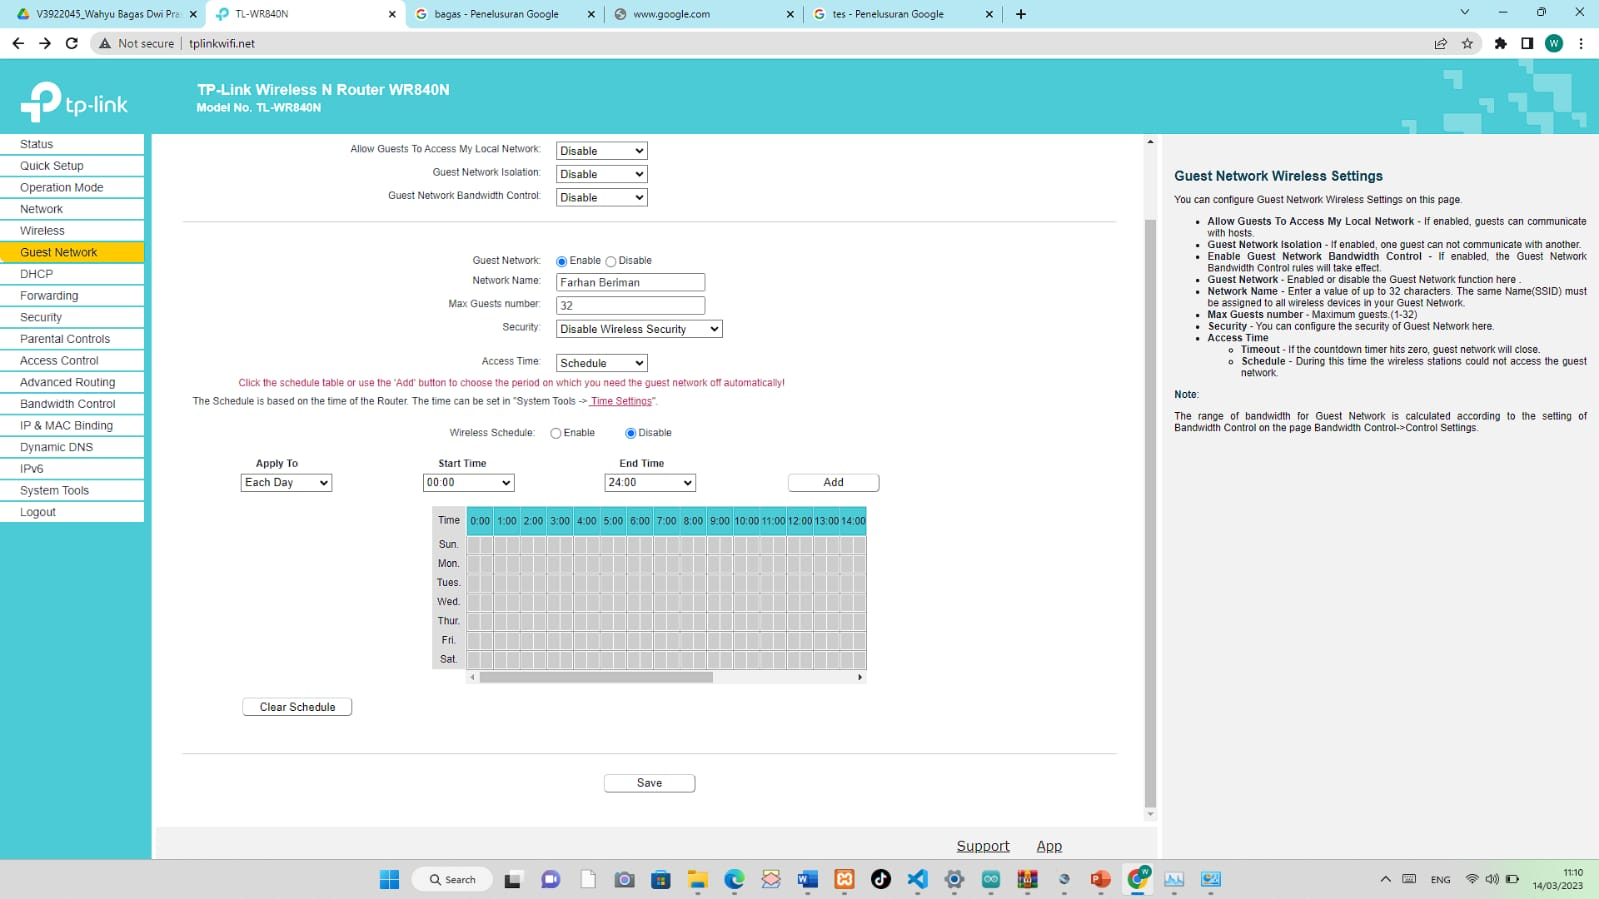 V3922045_Wahyu Bagas Dwi Pra
TL-WR840N
bagas - Penelusuran Google
www.google.com
tes - Penelusuran Google
Not secure
tplinkwifi.net
W
tp-link
TP-Link Wireless N Router WR840N
Model No. TL-WR840N
Status
Quick Setup
Operation Mode
Network
Wireless
Guest Network
DHCP
Forwarding
Security
Parental Controls
Access Control
Advanced Routing
Bandwidth Control
IP & MAC Binding
Dynamic DNS
IPv6
System Tools
Logout
Allow Guests To Access My Local Network: Disable
Guest Network Isolation: Disable
Guest Network Bandwidth Control: Disable
Guest Network: Enable Disable
Network Name: Farhan Beriman
Max Guests number: 32
Security: Disable Wireless Security
Access Time: Schedule
Click the schedule table or use the 'Add' button to choose the period on which you need the guest network off automatically!
The Schedule is based on the time of the Router. The time can be set in "System Tools -> Time Settings".
Wireless Schedule: Enable Disable
Apply To Start Time End Time
Each Day 00:00 24:00 Add
Time 0:00 1:00 2:00 3:00 4:00 5:00 6:00 7:00 8:00 9:00 10:00 11:00 12:00 13:00 14:00
Sun.
Mon.
Tues.
Wed.
Thur.
Fri.
Sat.
Clear Schedule
Save
Support App
Guest Network Wireless Settings
You can configure Guest Network Wireless Settings on this page.
Allow Guests To Access My Local Network - If enabled, guests can communicate
with hosts.
Guest Network Isolation - If enabled, one guest can not communicate with another.
Enable Guest Network Bandwidth Control - If enabled, the Guest Network
Bandwidth Control rules will take effect.
Guest Network - Enabled or disable the Guest Network function here .
Network Name - Enter a value of up to 32 characters. The same Name(SSID) must
be assigned to all wireless devices in your Guest Network.
Max Guests number - Maximum guests.(1-32)
Security - You can configure the security of Guest Network here.
Access Time
Timeout - If the countdown timer hits zero, guest network will close.
Schedule - During this time the wireless stations could not access the guest
network.
Note:
The range of bandwidth for Guest Network is calculated according to the setting of
Bandwidth Control on the page Bandwidth Control->Control Settings.
Search
ENG
11:10
14/03/2023